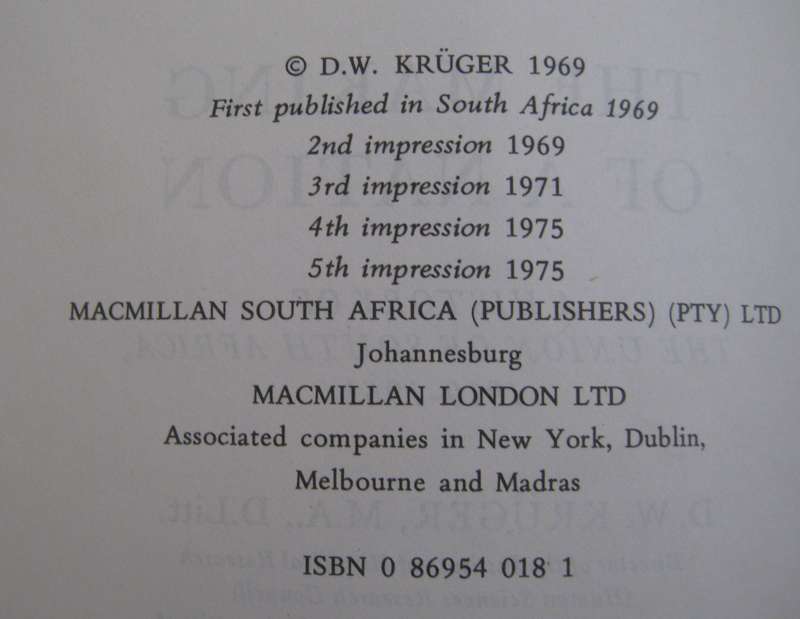 © D.W. KRÜGER 1969
First published in South Africa 1969
2nd impression 1969
3rd impression 1971
4th impression 1975
5th impression 1975
MACMILLAN SOUTH AFRICA (PUBLISHERS) (PTY) LTD
Johannesburg
MACMILLAN LONDON LTD
Associated companies in New York, Dublin,
Melbourne and Madras
ISBN 0 86954 018 1